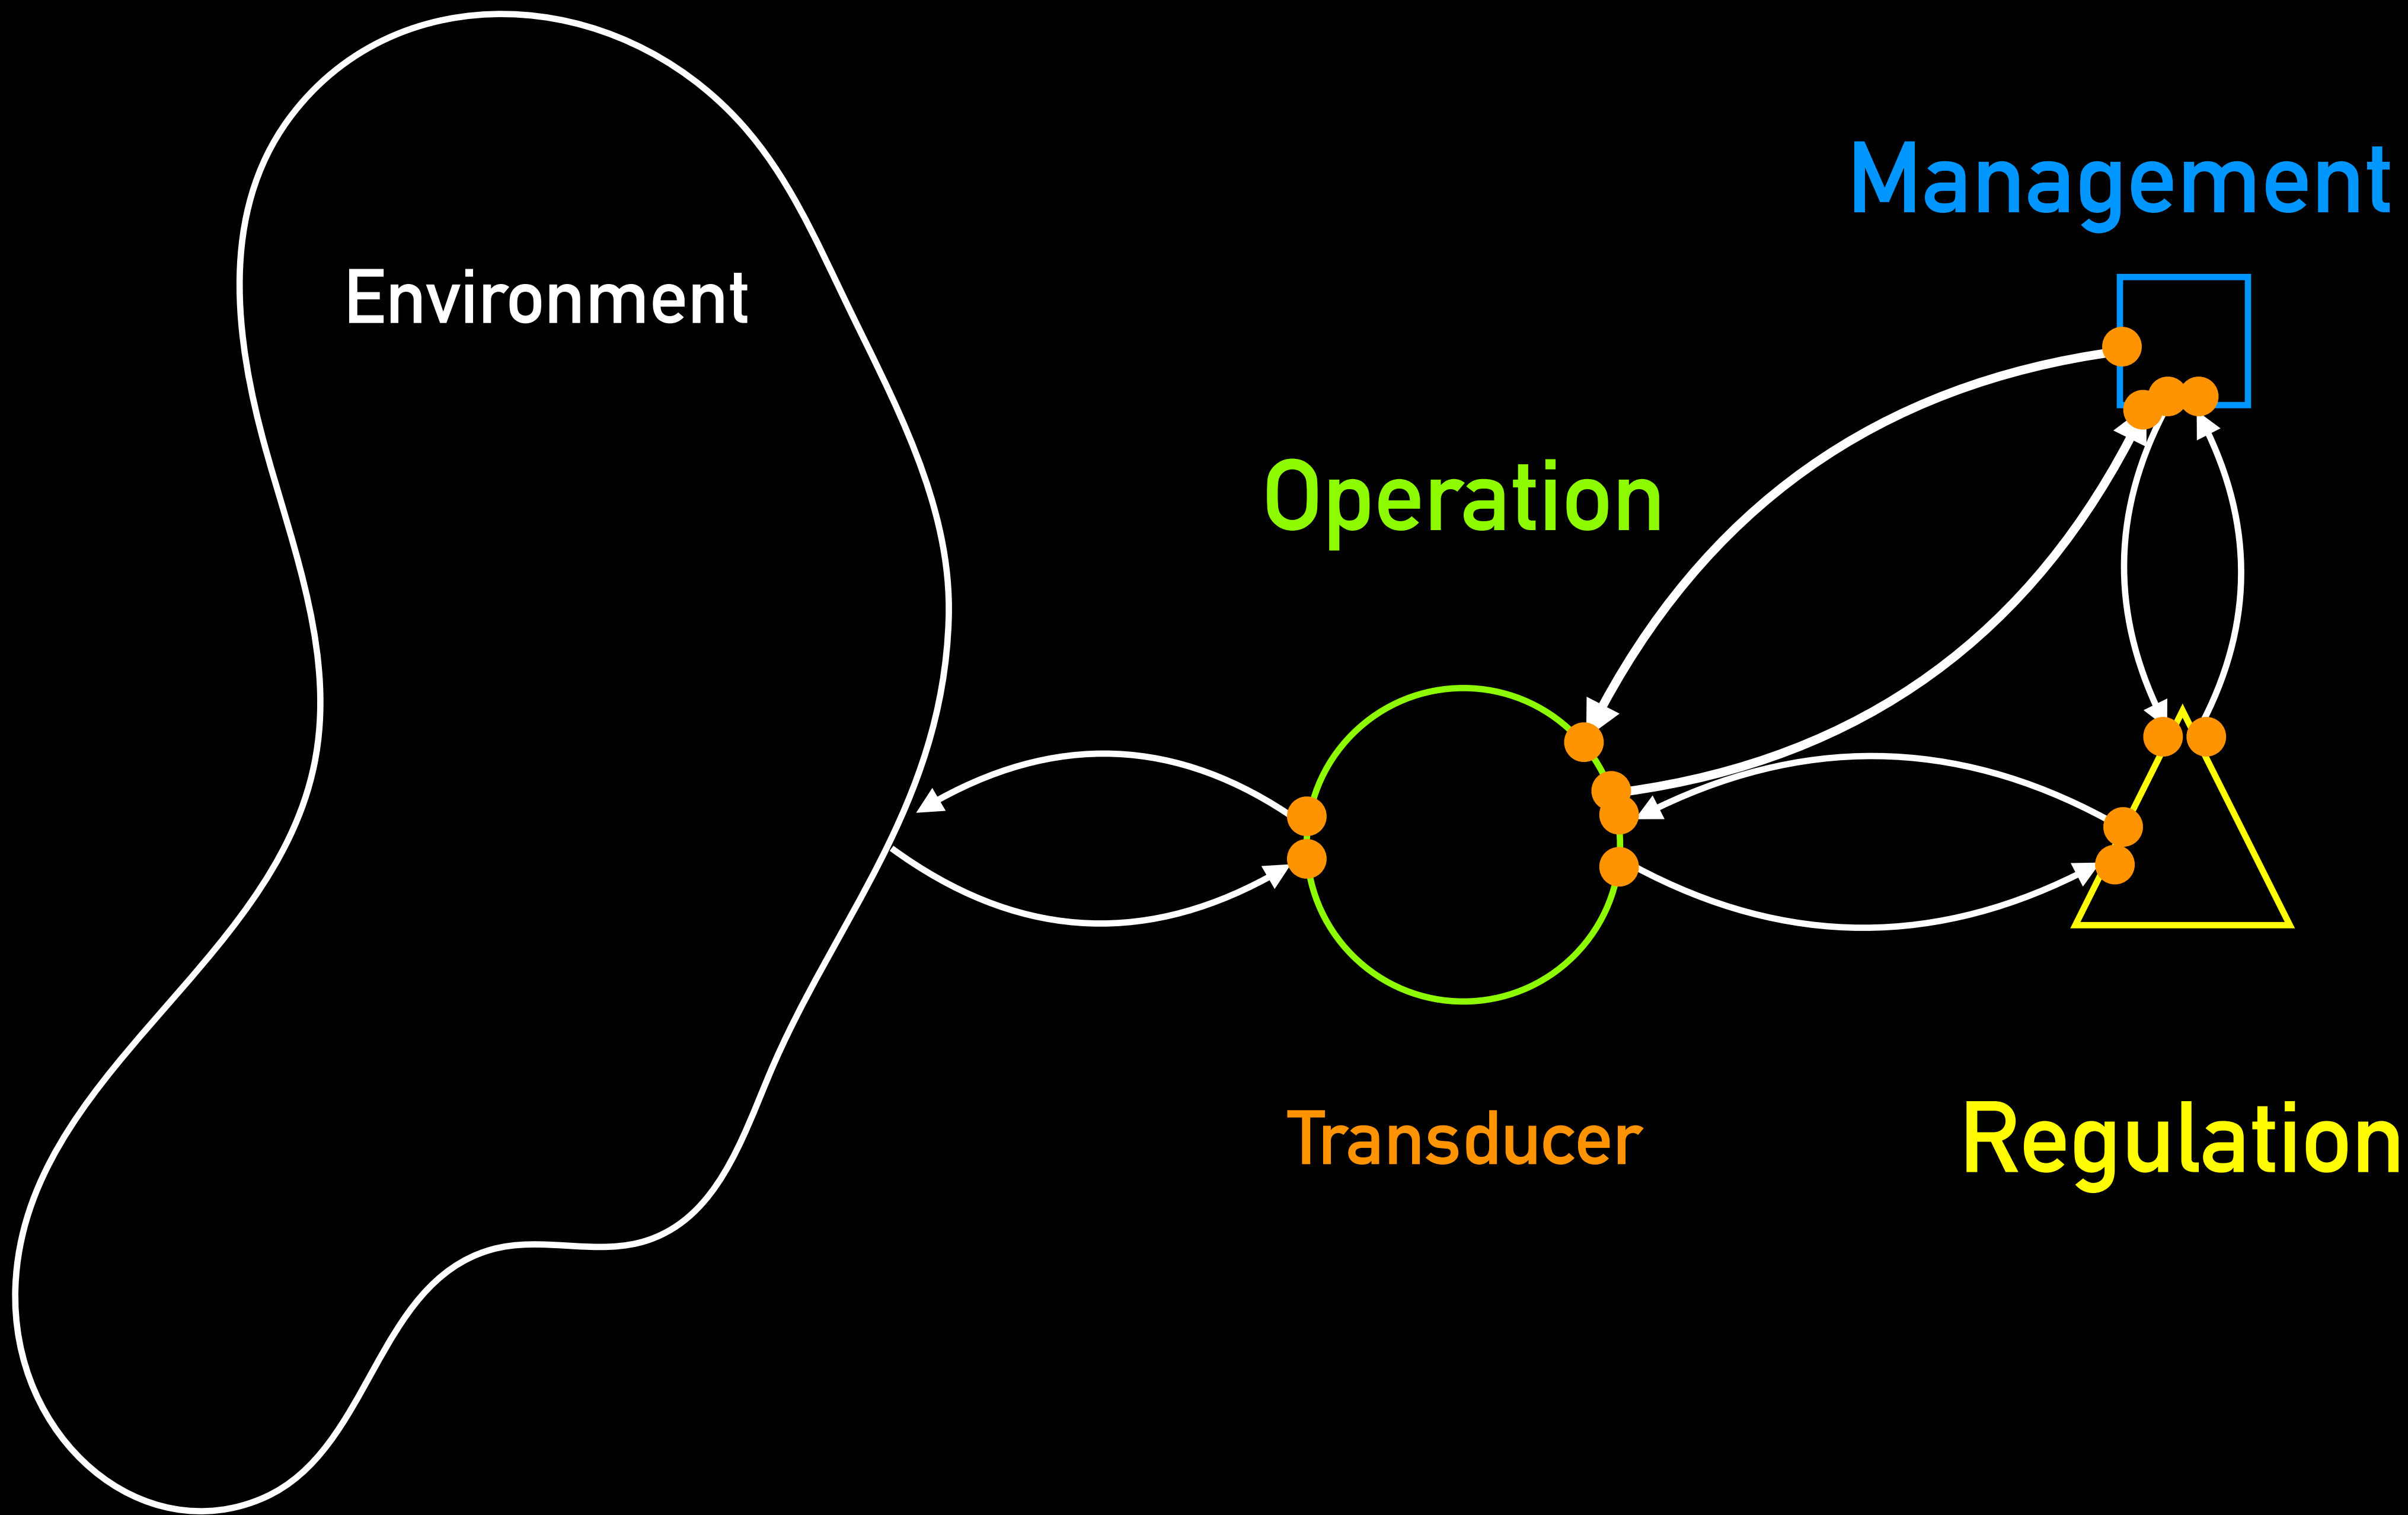 Management
Environment
Operation
Transducer
Regulation